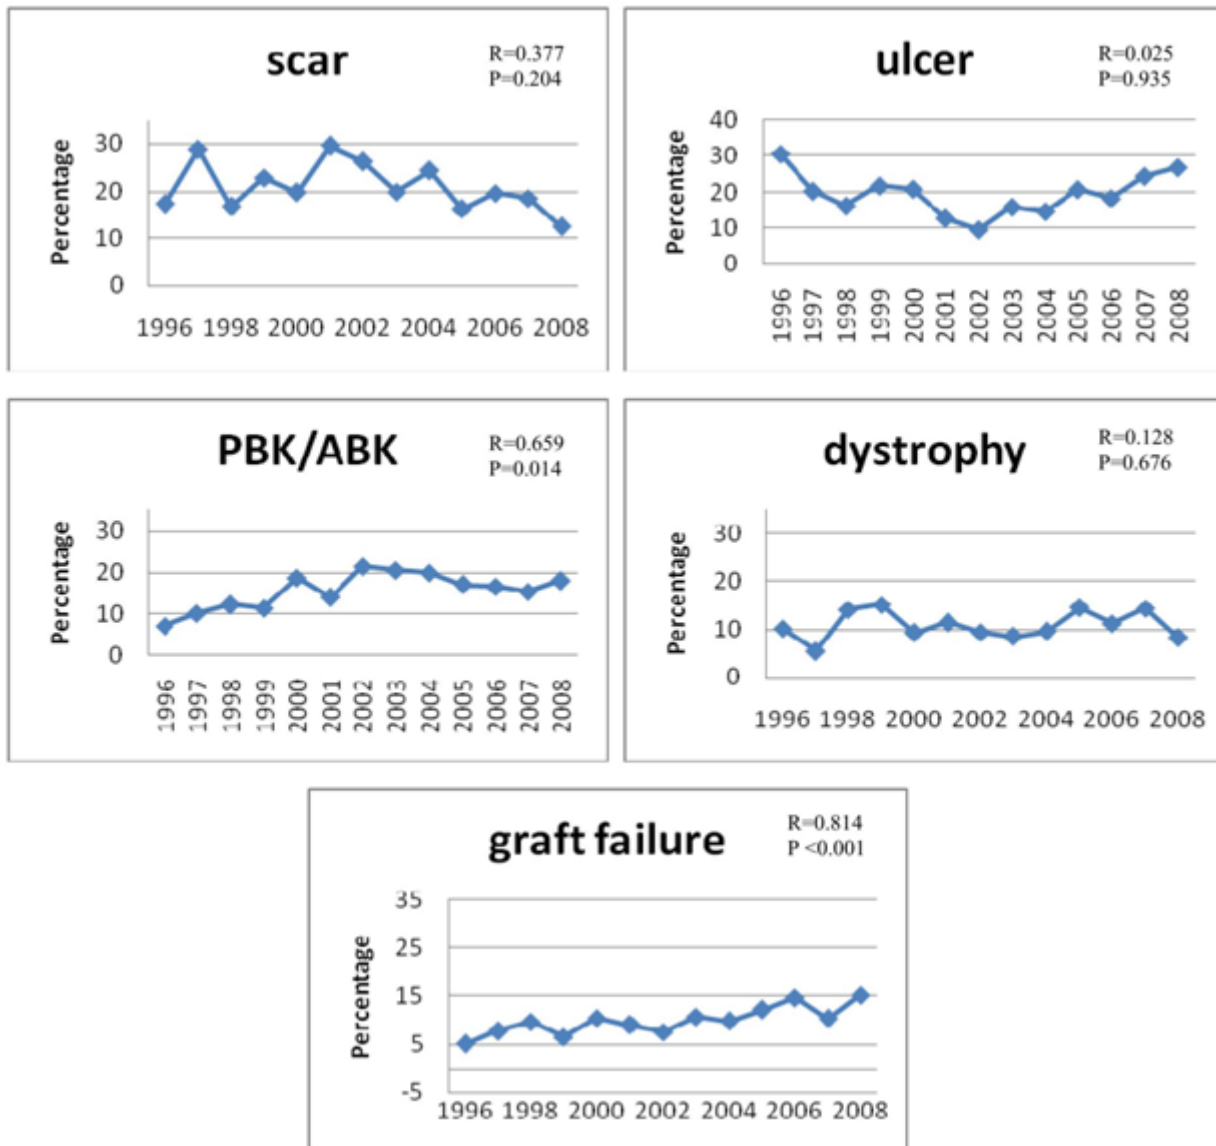 scar
R=0.377
P=0.204
Percentage
30
20
10
0
1996 1998 2000 2002 2004 2006 2008
ulcer
R=0.025
P=0.935
Percentage
40
30
20
10
0
1996 1997 1998 1999 2000 2001 2002 2003 2004 2005 2006 2007 2008
PBK/ABK
R=0.659
P=0.014
Percentage
30
20
10
0
1996 1997 1998 1999 2000 2001 2002 2003 2004 2005 2006 2007 2008
dystrophy
R=0.128
P=0.676
Percentage
30
20
10
0
1996 1998 2000 2002 2004 2006 2008
graft failure
R=0.814
P <0.001
Percentage
35
25
15
5
-5
1996 1998 2000 2002 2004 2006 2008